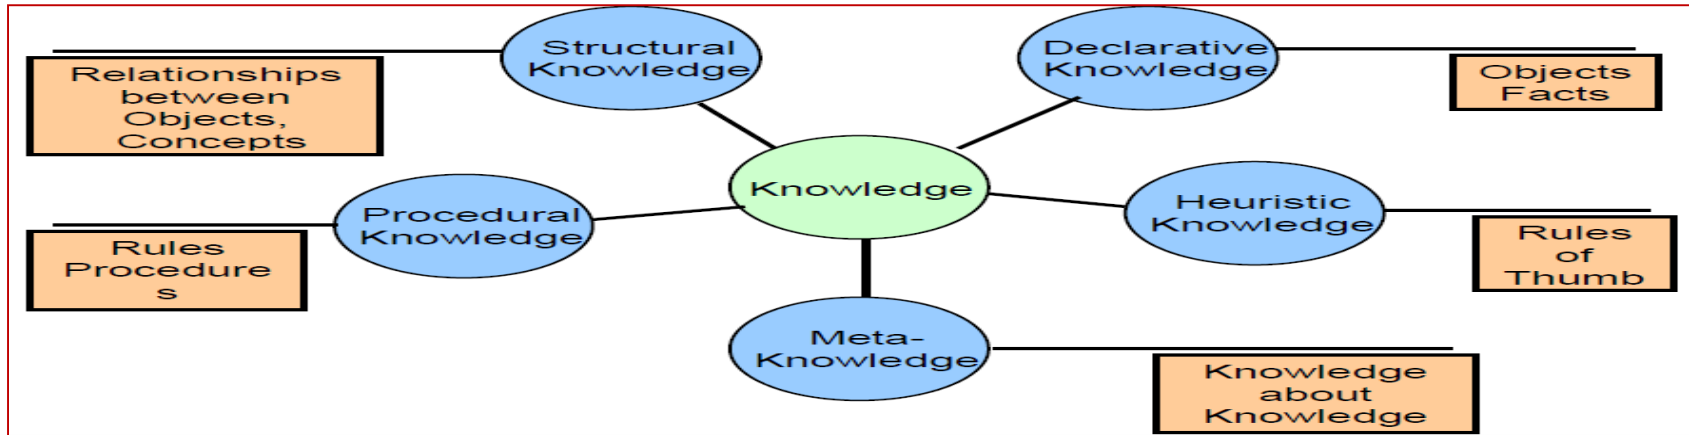 Structural
Knowledge
Declarative
Knowledge
Relationships
between
Objects,
Concepts
Objects
Facts
Knowledge
Procedural
Knowledge
Heuristic
Knowledge
Rules
Procedure
s
Rules
of
Thumb
Meta-
Knowledge
Knowledge
about
Knowledge